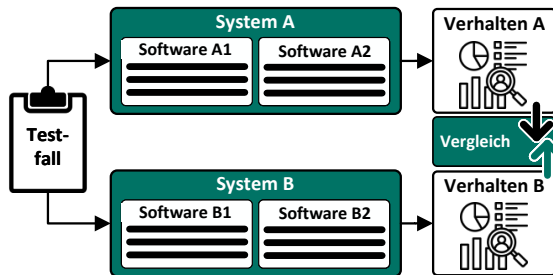 System A
Software A1
Software A2
Verhalten A
Test-
fall
Vergleich
System B
Software B1
Software B2
Verhalten B